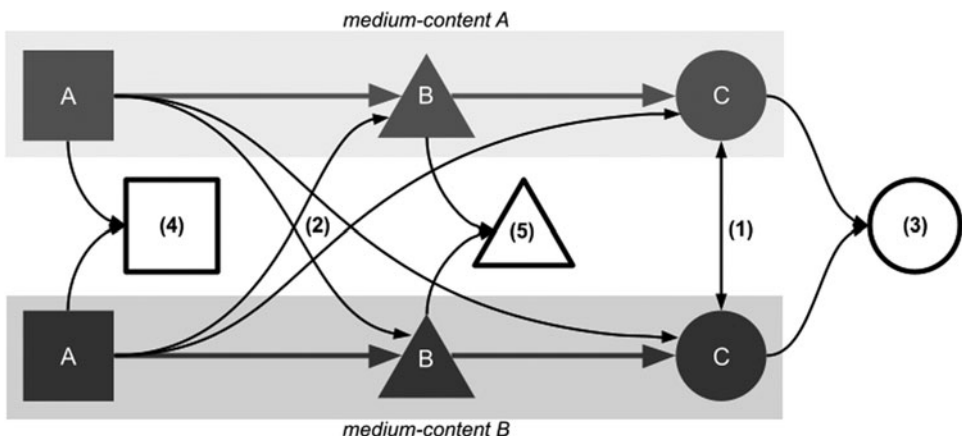 medium-content A
A
B
C
(4)
(2)
(5)
(1)
(3)
A
B
C
medium-content B